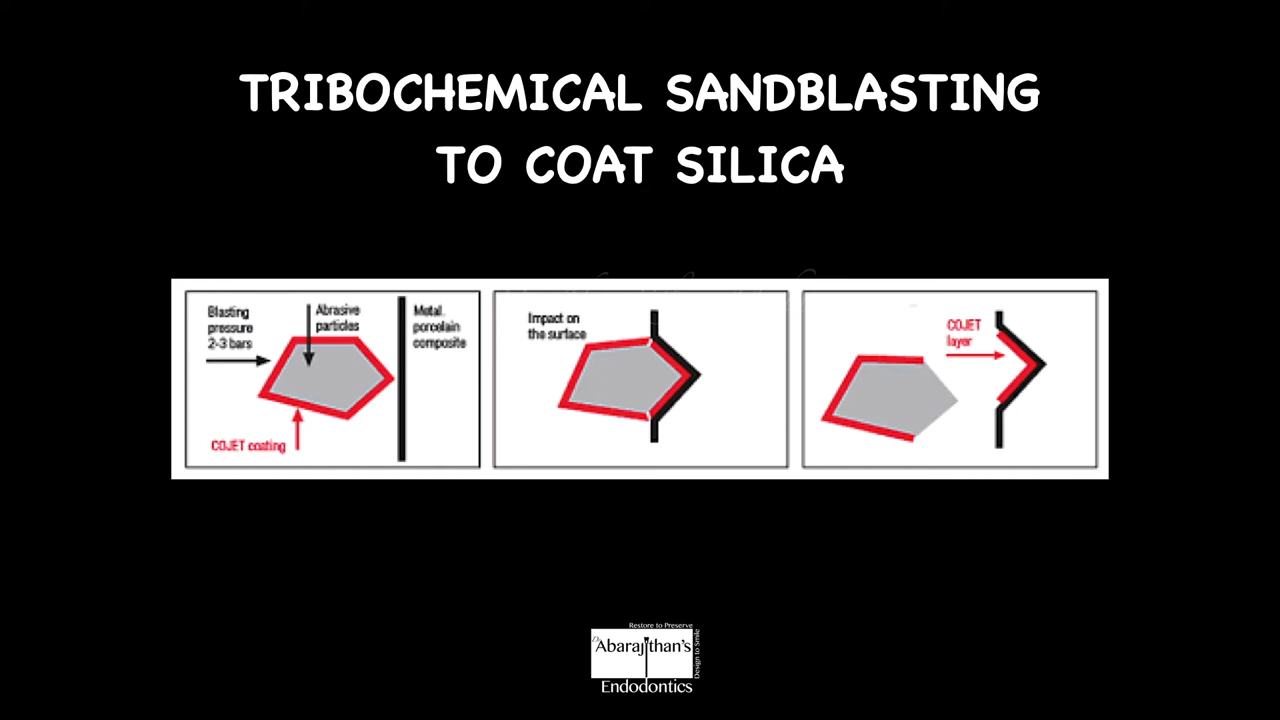 TRIBOCHEMICAL SANDBLASTING
TO COAT SILICA
Blasting
pressure
2-3 bars
Abrasive
particles
Metal.
porcelain
composite
COJET coating
Impact on
the surface
COJET
layer
Restore to Preserve
Dr
Abarajithan's
Endodontics
Design to Smile